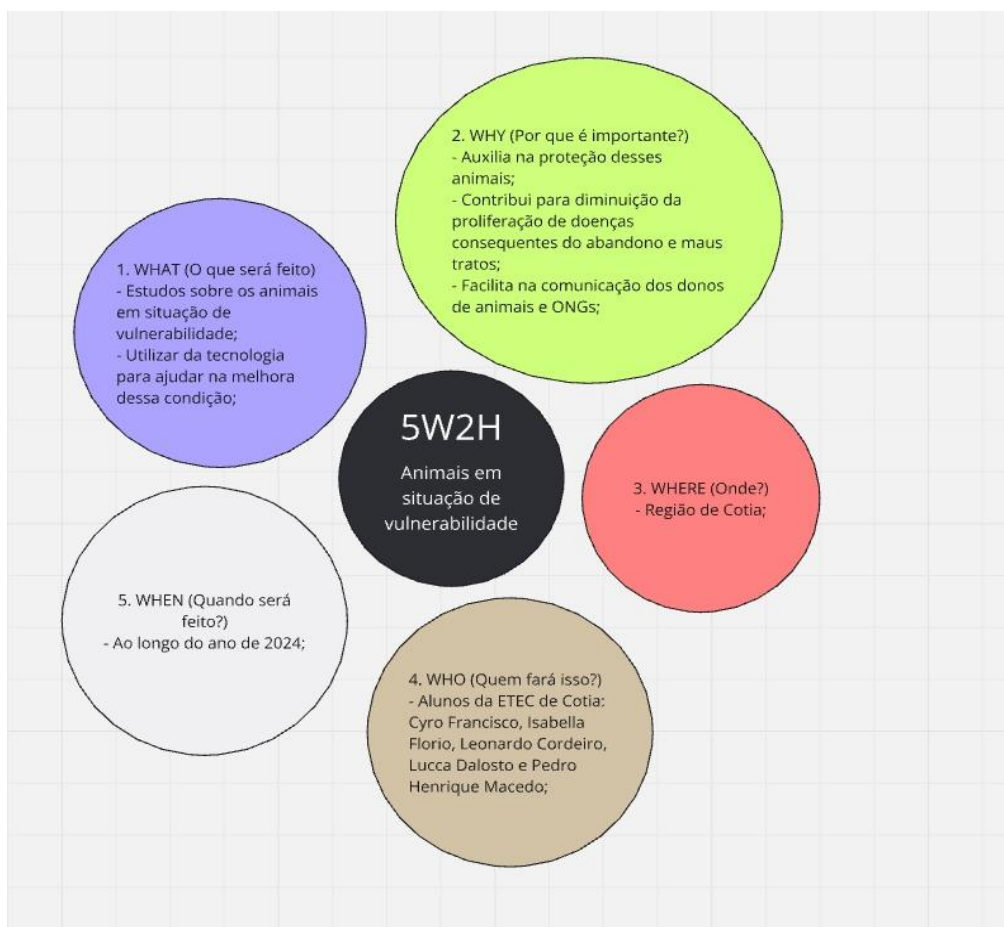 5W2H
Animais em
situação de
vulnerabilidade
1. WHAT (O que será feito)
- Estudos sobre os animais
em situação de
vulnerabilidade;
- Utilizar da tecnologia
para ajudar na melhora
dessa condição;
2. WHY (Por que é importante?)
- Auxilia na proteção desses
animais;
- Contribui para diminuição da
proliferação de doenças
consequentes do abandono e maus
tratos;
- Facilita na comunicação dos donos
de animais e ONGs;
3. WHERE (Onde?)
- Região de Cotia;
4. WHO (Quem fará isso?)
- Alunos da ETEC de Cotia:
Cyro Francisco, Isabella
Florio, Leonardo Cordeiro,
Lucca Dalosto e Pedro
Henrique Macedo;
5. WHEN (Quando será
feito?)
- Ao longo do ano de 2024;